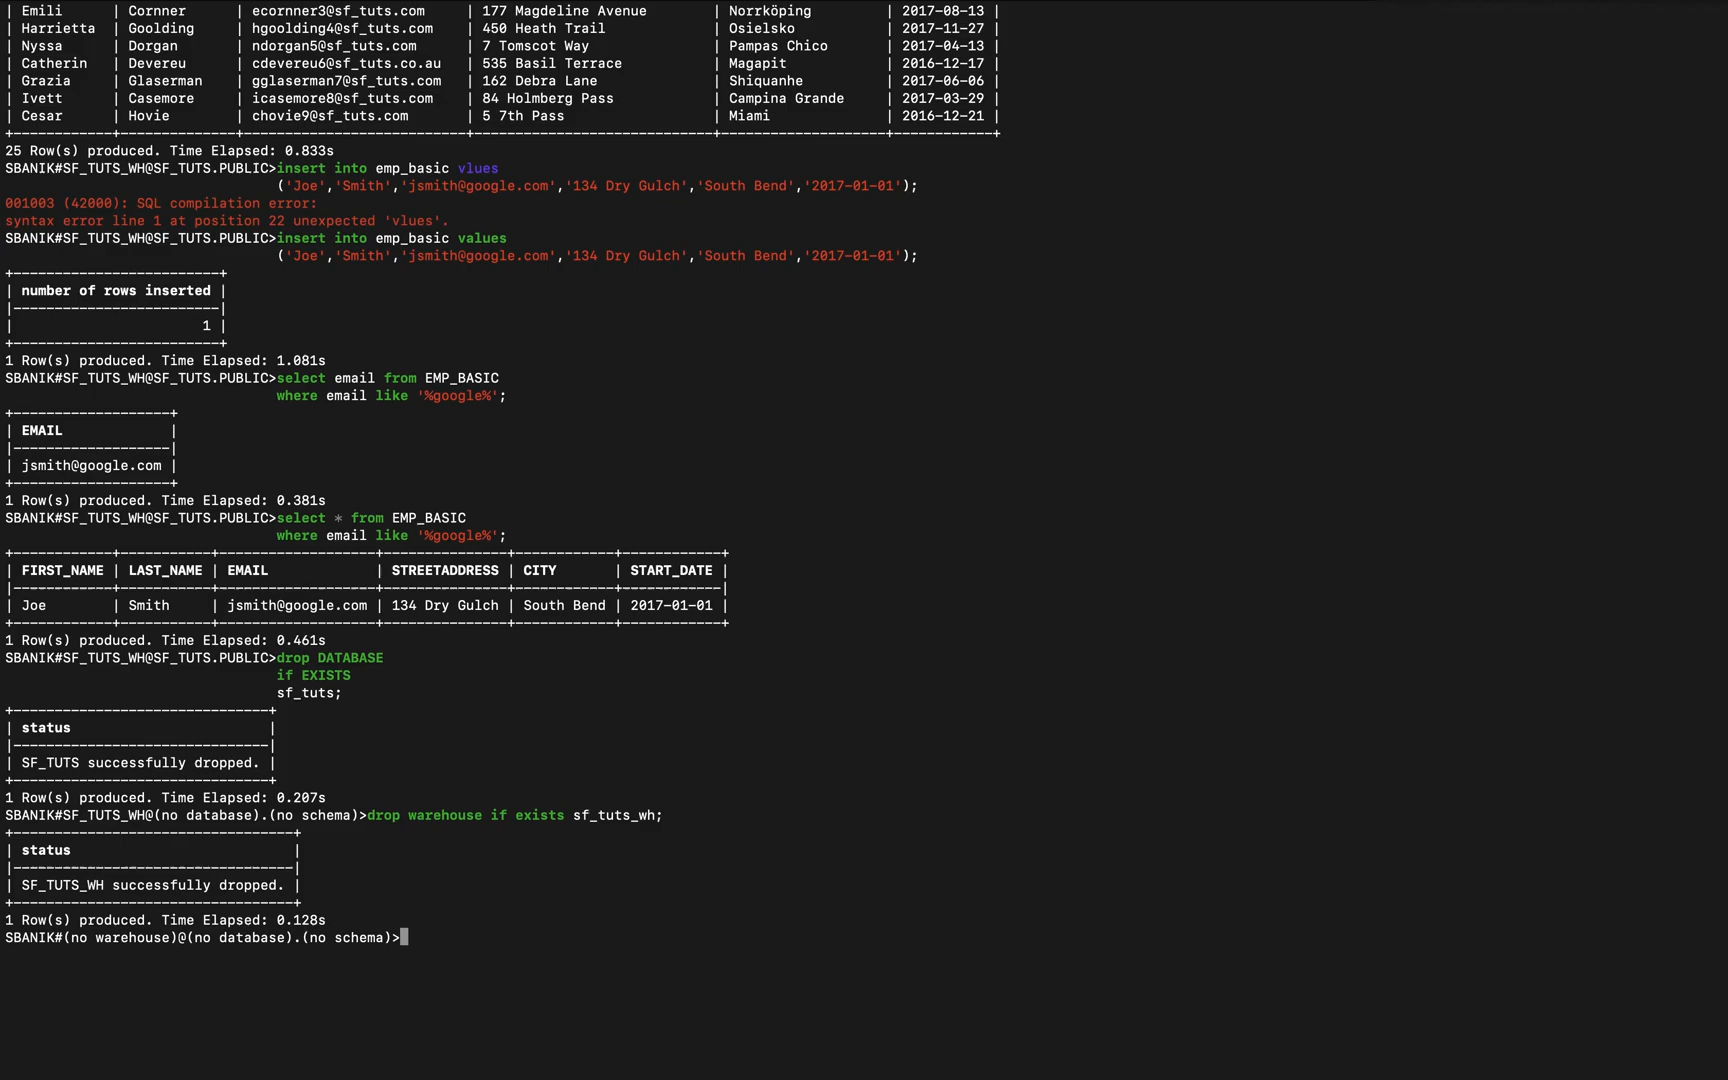 | Emili      | Cornner      | ecornner3@sf_tuts.com     | 177 Magdeline Avenue        | Norrköping         | 2017-08-13 |
| Harrietta  | Goolding     | hgoolding4@sf_tuts.com    | 450 Heath Trail             | Osielsko           | 2017-11-27 |
| Nyssa      | Dorgan       | ndorgan5@sf_tuts.com      | 7 Tomscot Way               | Pampas Chico       | 2017-04-13 |
| Catherin   | Devereu      | cdevereu6@sf_tuts.co.au   | 535 Basil Terrace           | Magapit            | 2016-12-17 |
| Grazia     | Glaserman    | gglaserman7@sf_tuts.com   | 162 Debra Lane              | Shiquanhe          | 2017-06-06 |
| Ivett      | Casemore     | icasemore8@sf_tuts.com    | 84 Holmberg Pass            | Campina Grande     | 2017-03-29 |
| Cesar      | Hovie        | chovie9@sf_tuts.com       | 5 7th Pass                  | Miami              | 2016-12-21 |
+------------+--------------+---------------------------+-----------------------------+--------------------+------------+
25 Row(s) produced. Time Elapsed: 0.833s
SBANIK#SF_TUTS_WH@SF_TUTS.PUBLIC>insert into emp_basic vlues
('Joe','Smith','jsmith@google.com','134 Dry Gulch','South Bend','2017-01-01');
001003 (42000): SQL compilation error:
syntax error line 1 at position 22 unexpected 'vlues'.
SBANIK#SF_TUTS_WH@SF_TUTS.PUBLIC>insert into emp_basic values
('Joe','Smith','jsmith@google.com','134 Dry Gulch','South Bend','2017-01-01');
+-------------------------+
| number of rows inserted |
|-------------------------|
|                       1 |
+-------------------------+
1 Row(s) produced. Time Elapsed: 1.081s
SBANIK#SF_TUTS_WH@SF_TUTS.PUBLIC>select email from EMP_BASIC
where email like '%google%';
+-------------------+
| EMAIL             |
|-------------------|
| jsmith@google.com |
+-------------------+
1 Row(s) produced. Time Elapsed: 0.381s
SBANIK#SF_TUTS_WH@SF_TUTS.PUBLIC>select * from EMP_BASIC
where email like '%google%';
+------------+-----------+-------------------+---------------+------------+------------+
| FIRST_NAME | LAST_NAME | EMAIL             | STREETADDRESS | CITY       | START_DATE |
|------------+-----------+-------------------+---------------+------------+------------|
| Joe        | Smith     | jsmith@google.com | 134 Dry Gulch | South Bend | 2017-01-01 |
+------------+-----------+-------------------+---------------+------------+------------+
1 Row(s) produced. Time Elapsed: 0.461s
SBANIK#SF_TUTS_WH@SF_TUTS.PUBLIC>drop DATABASE
if EXISTS
sf_tuts;
+-------------------------------+
| status                        |
|-------------------------------|
| SF_TUTS successfully dropped. |
+-------------------------------+
1 Row(s) produced. Time Elapsed: 0.207s
SBANIK#SF_TUTS_WH@(no database).(no schema)>drop warehouse if exists sf_tuts_wh;
+----------------------------------+
| status                           |
|----------------------------------|
| SF_TUTS_WH successfully dropped. |
+----------------------------------+
1 Row(s) produced. Time Elapsed: 0.128s
SBANIK#(no warehouse)@(no database).(no schema)>